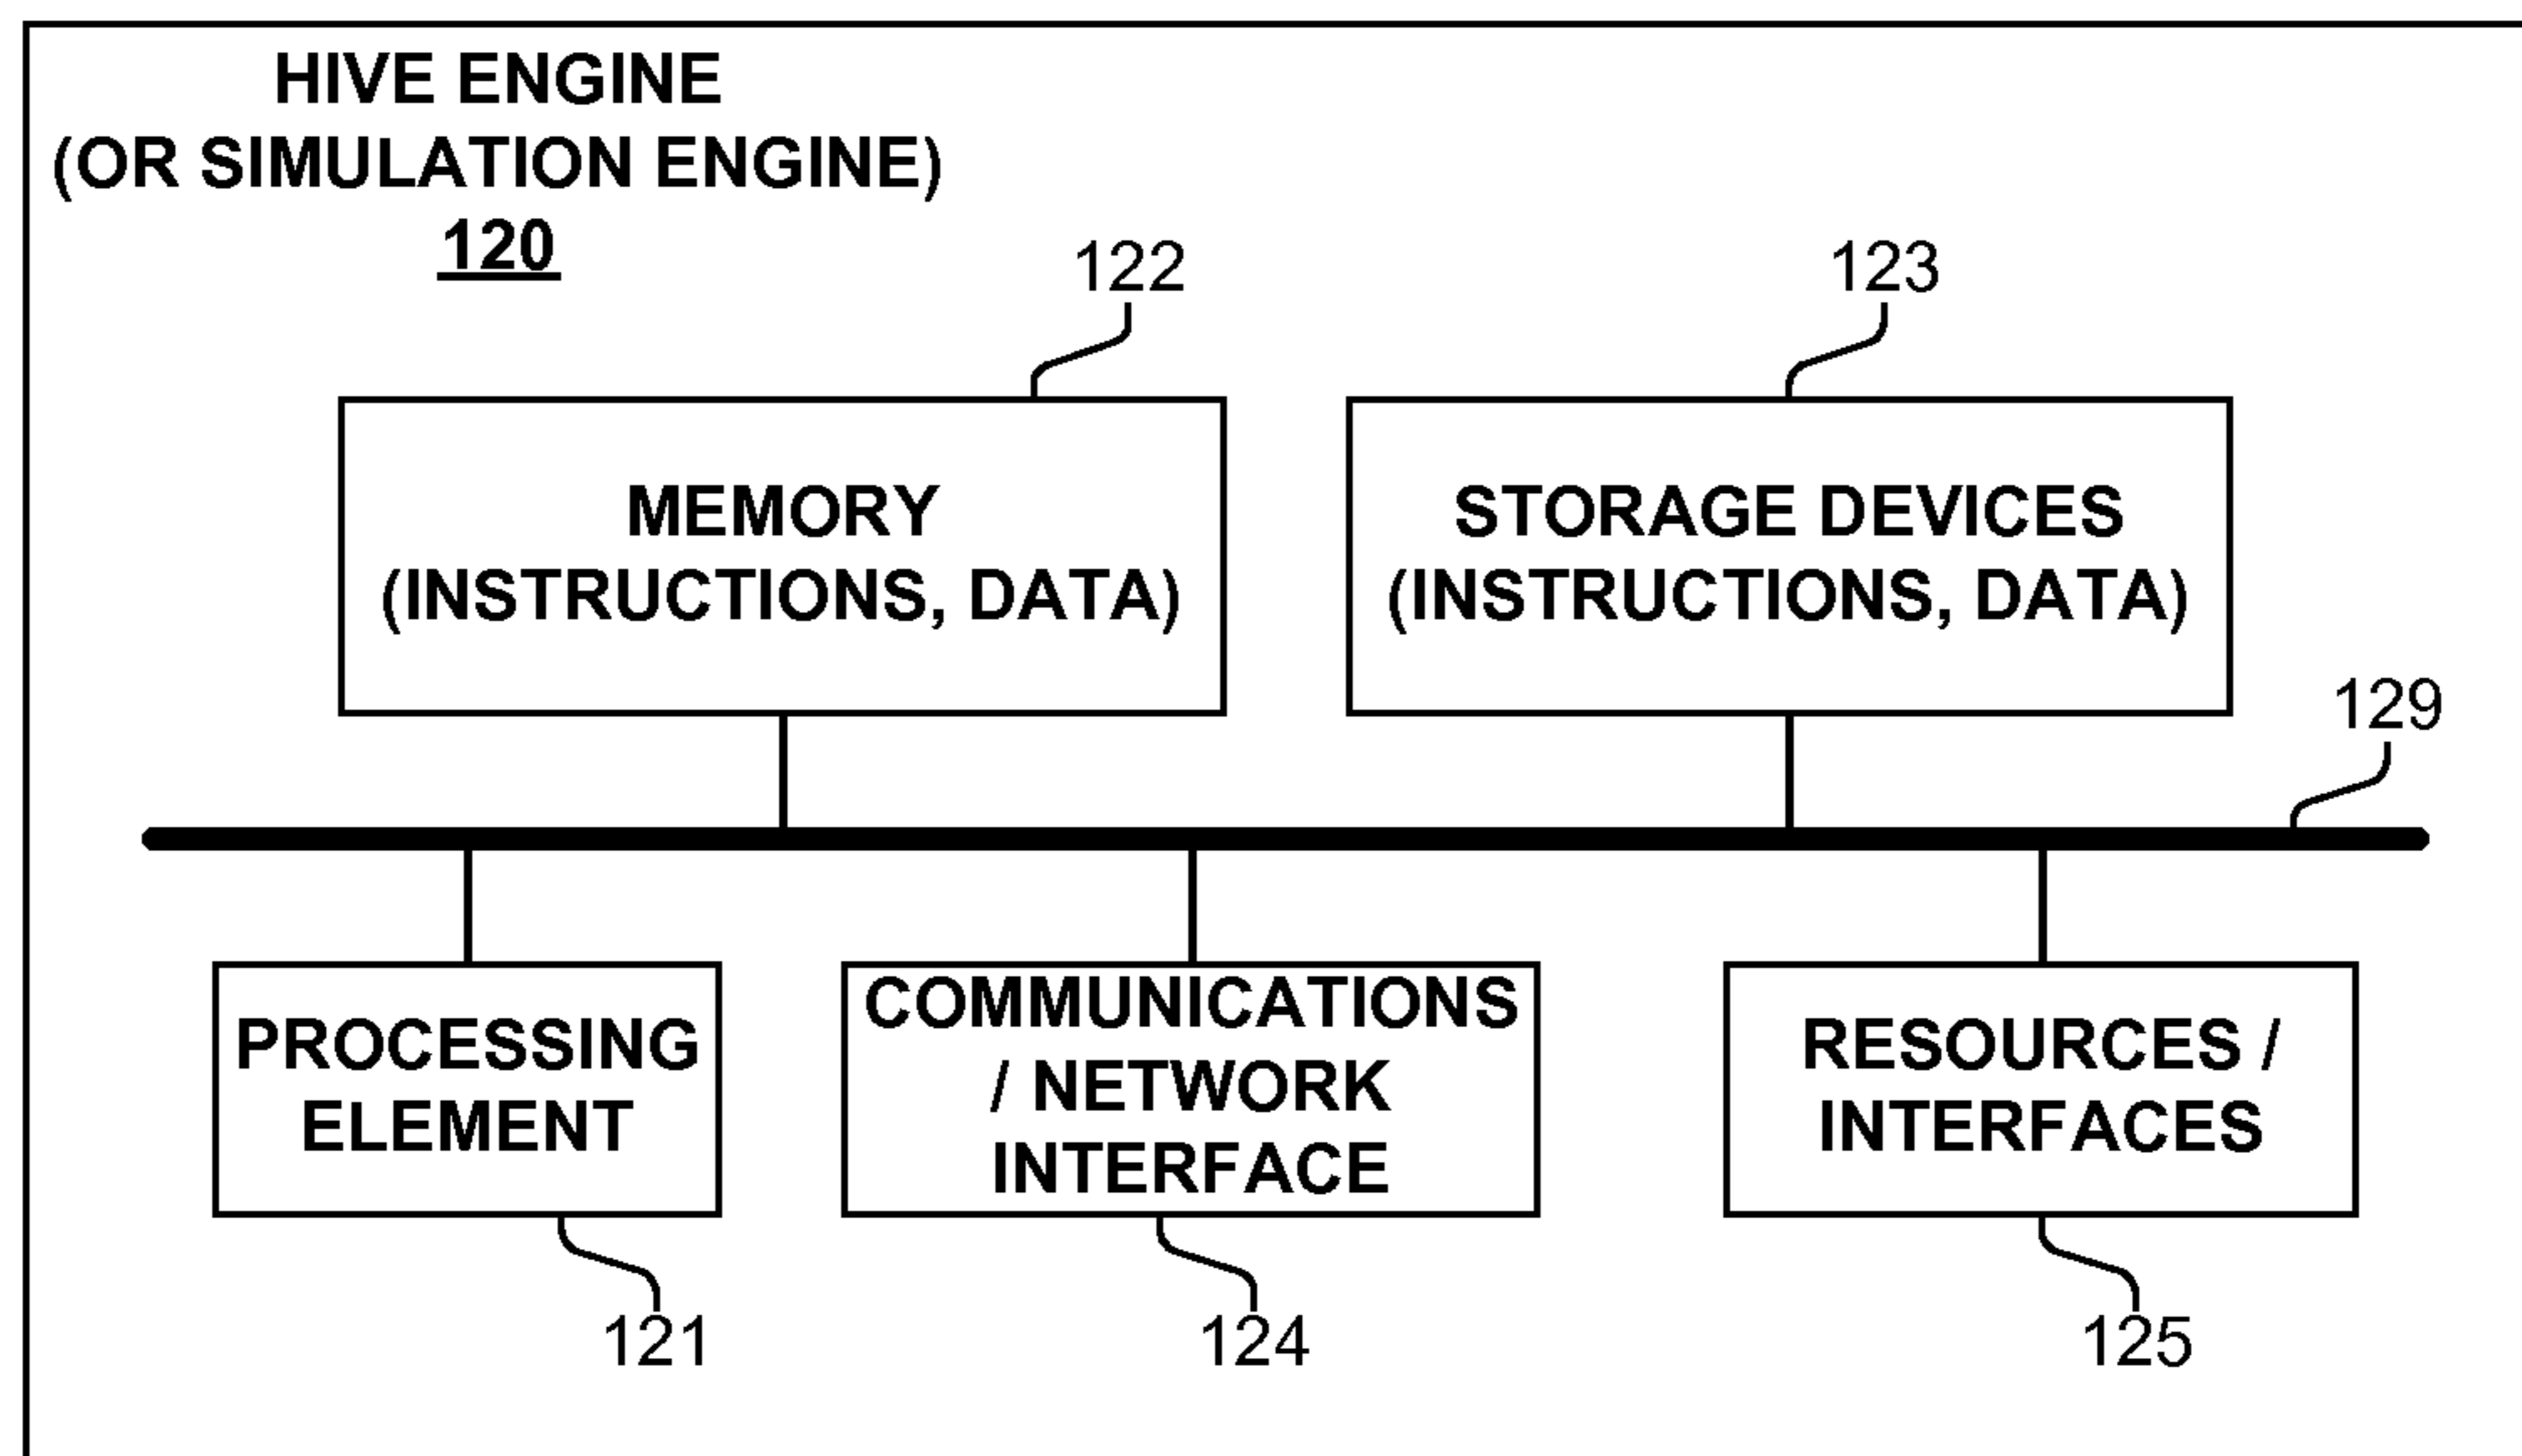 HIVE ENGINE
(OR SIMULATION ENGINE)
120
122
123
MEMORY
(INSTRUCTIONS, DATA)
STORAGE DEVICES
(INSTRUCTIONS, DATA)
129
PROCESSING
ELEMENT
COMMUNICATIONS
/ NETWORK
INTERFACE
RESOURCES /
INTERFACES
121
124
125